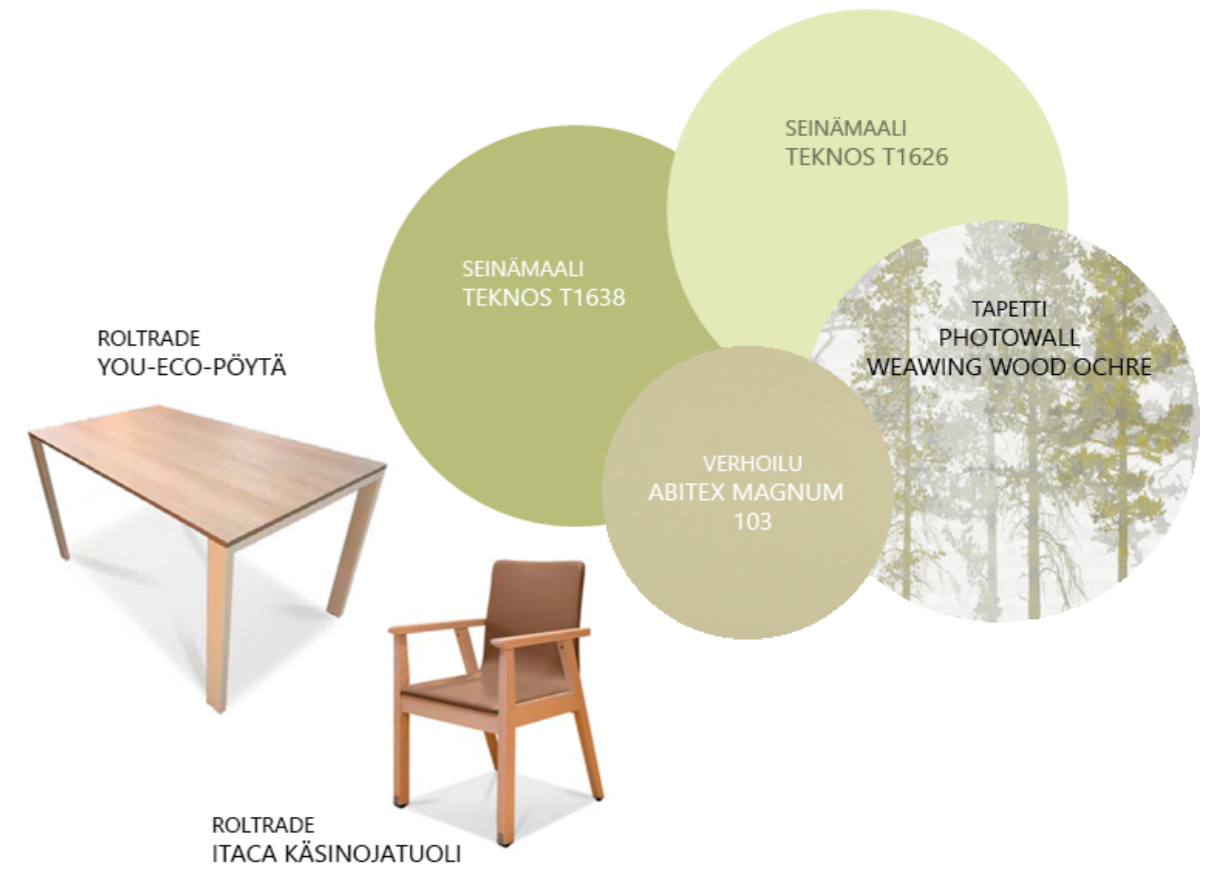 SEINÄMAALI
TEKNOS T1626
SEINÄMAALI
TEKNOS T1638
TAPETTI
PHOTOWALL
WEAWING WOOD OCHRE
ROLTRADE
YOU-ECO-PÖYTÄ
VERHOILU
ABITEX MAGNUM
103
ROLTRADE
ITACA KÄSINOJATUOLI